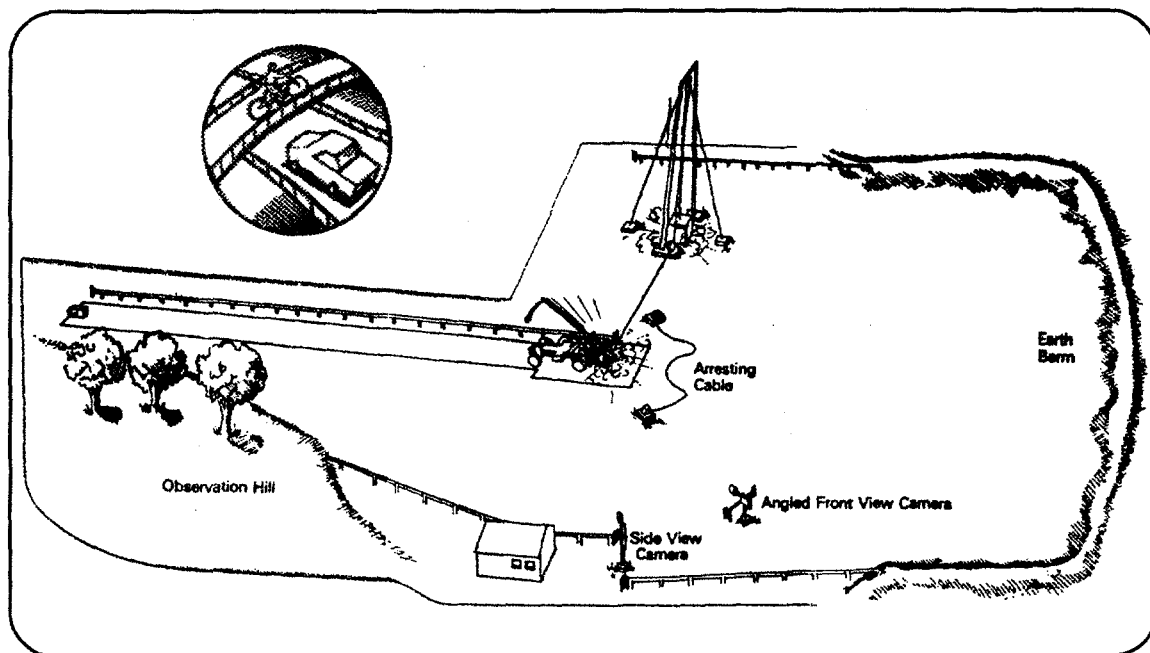 Earth
Berm
Arresting
Cable
Observation Hill
Angled Front View Camera
Side View
Camera